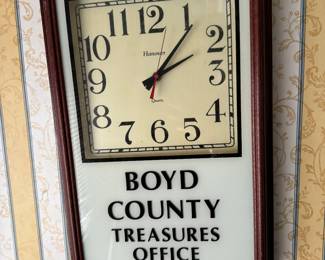 11 12 1
10 2
Hanover
9 3
8 4
Quartz
7 6 5
BOYD
COUNTY
TREASURES
OFFICE